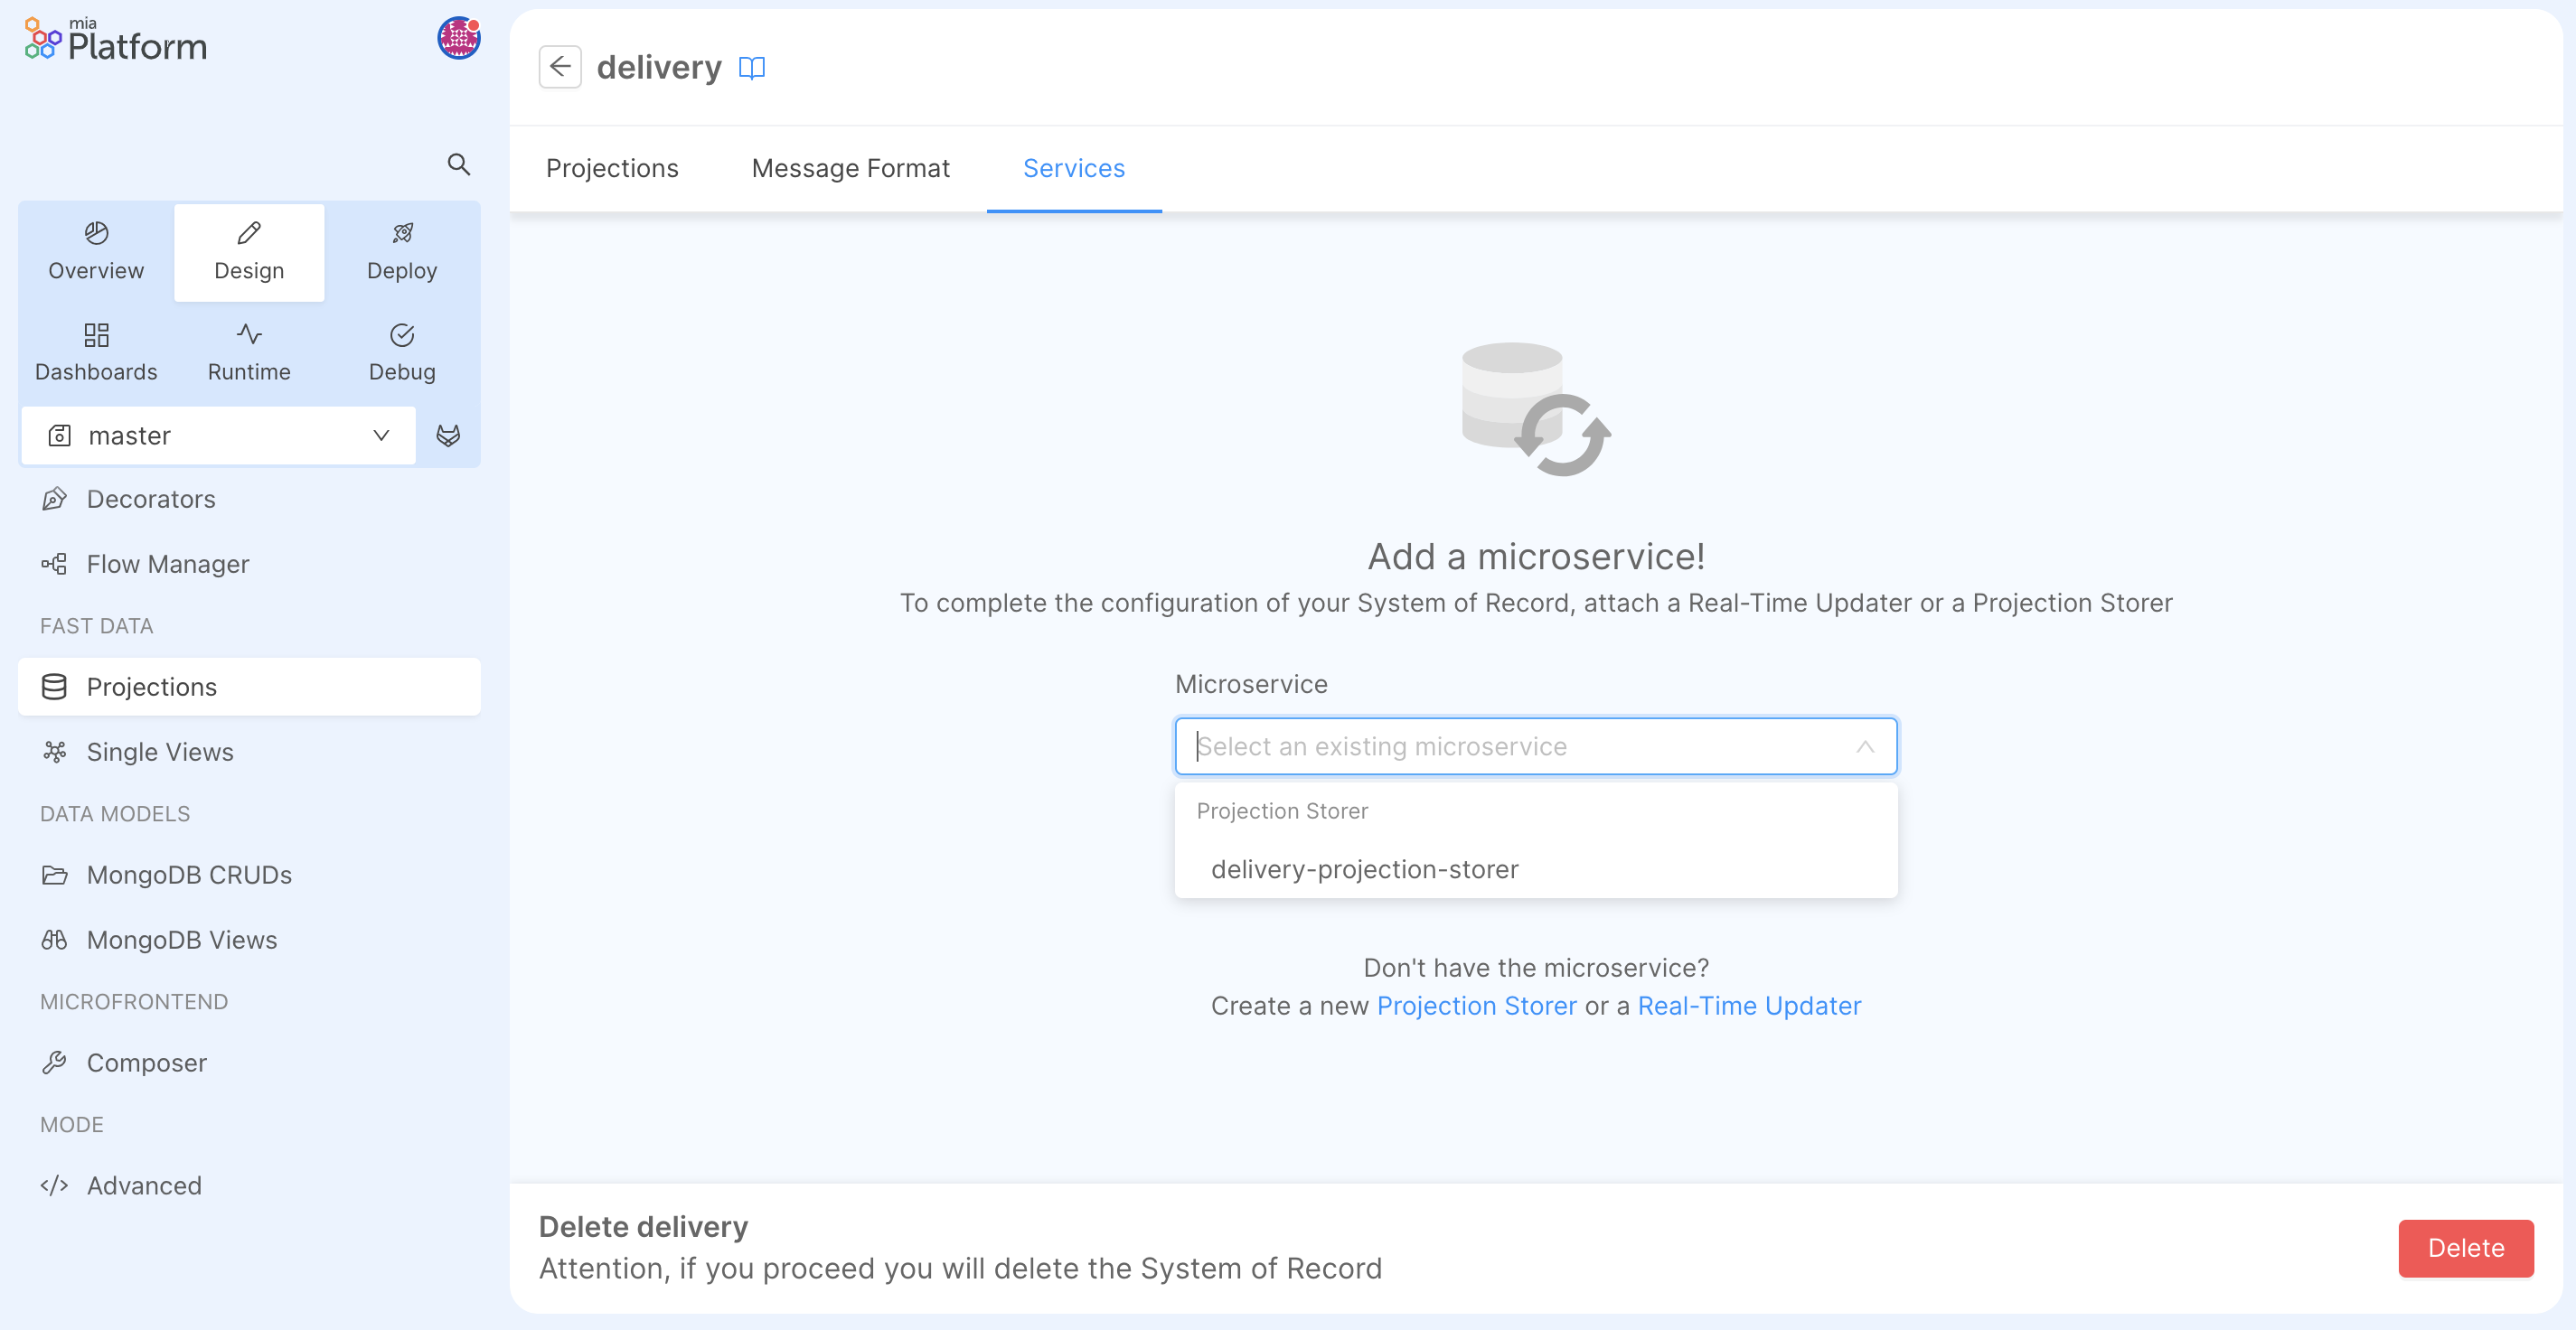 mia
Platform
Overview
Design
Deploy
Dashboards
Runtime
Debug
master
Decorators
Flow Manager
FAST DATA
Projections
Single Views
DATA MODELS
MongoDB CRUDs
MongoDB Views
MICROFRONTEND
Composer
MODE
Advanced
delivery
Projections
Message Format
Services
Add a microservice!
To complete the configuration of your System of Record, attach a Real-Time Updater or a Projection Storer
Microservice
Select an existing microservice
Projection Storer
delivery-projection-storer
Don't have the microservice?
Create a new Projection Storer or a Real-Time Updater
Delete delivery
Attention, if you proceed you will delete the System of Record
Delete